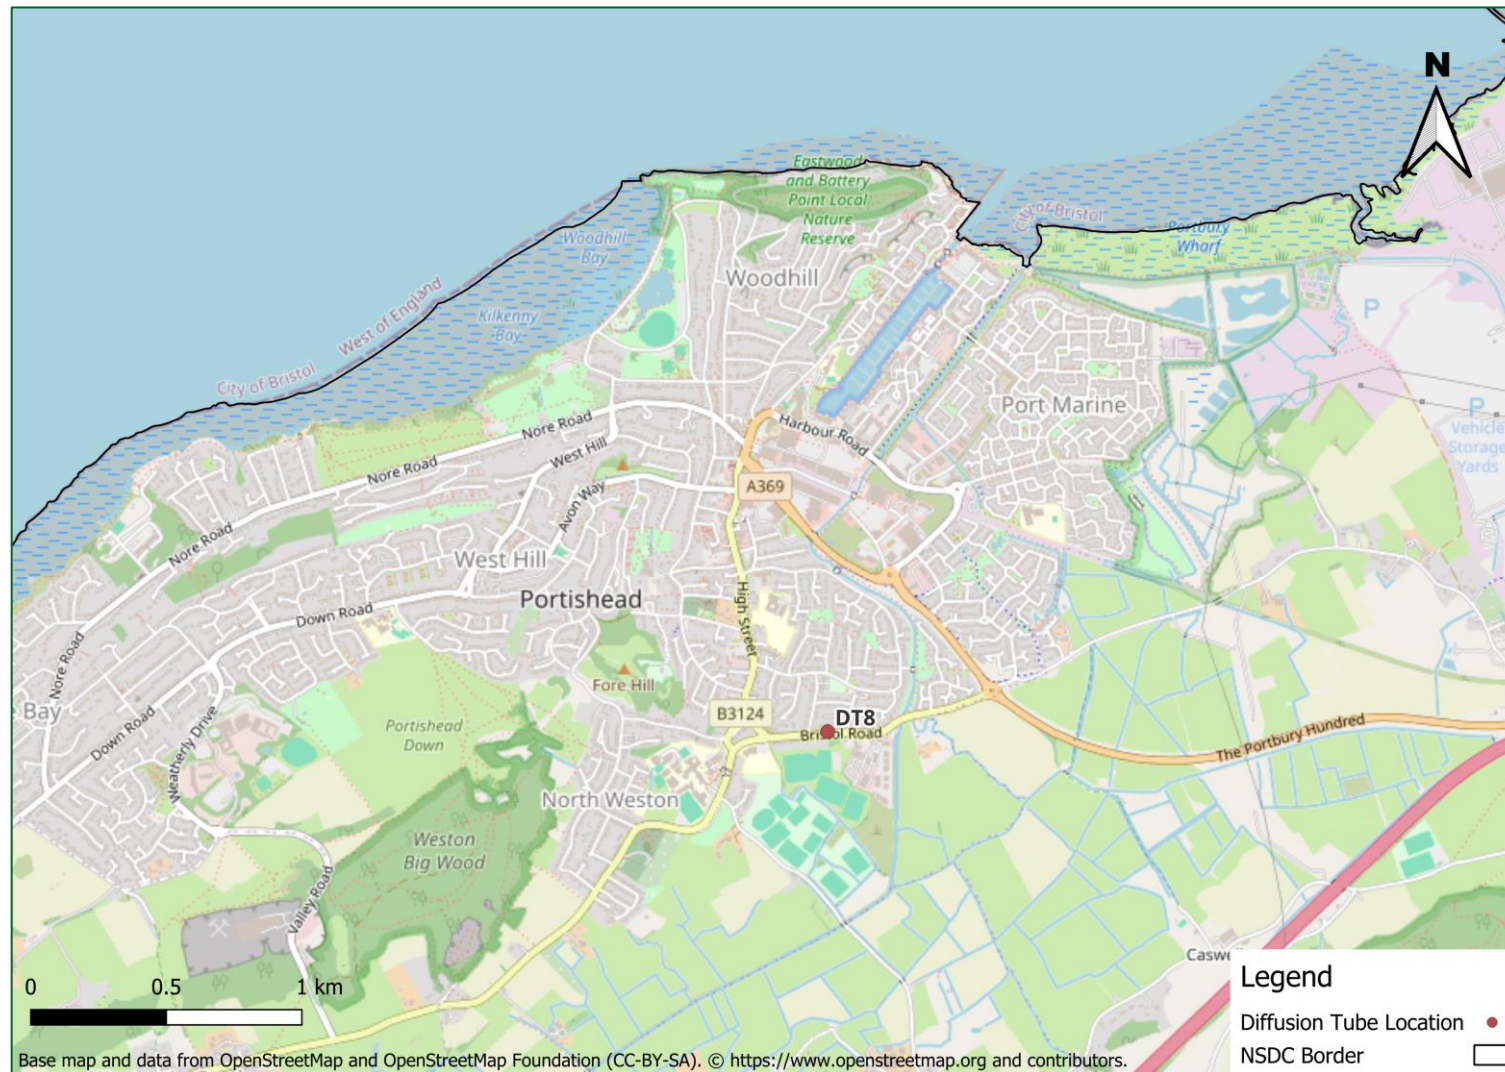 N
Eastwood
and Battery
Point Local
Nature
Reserve
City of Bristol
Portbury
Wharf
Woodhill
Bay
Woodhill
West of England
Kilkenny
Bay
City of Bristol
P
P
Vehicle
Storage
Yards
Port Marine
Harbour Road
Nore Road
West Hill
Nore Road
A369
Avon Way
Nore Road
West Hill
Portishead
High Street
Down Road
Nore Road
Fore Hill
Bay
B3124
DT8
Bristol Road
Down Road
Weatherly Drive
Portishead
Down
The Portbury Hundred
North Weston
Weston
Big Wood
Valley Road
Casw
0 0.5 1 km
Legend
Diffusion Tube Location
NSDC Border
Base map and data from OpenStreetMap and OpenStreetMap Foundation (CC-BY-SA). © https://www.openstreetmap.org and contributors.